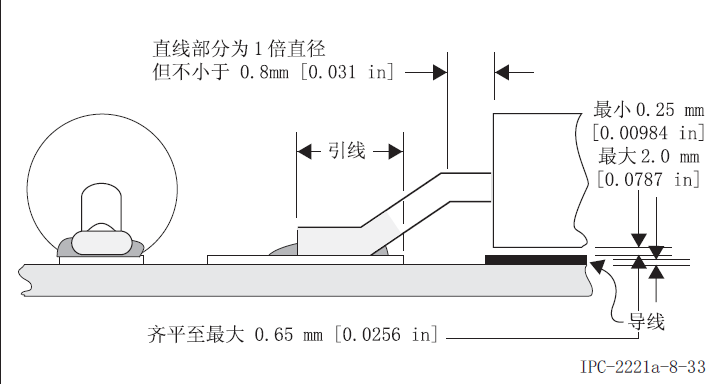 直线部分为1倍直径
但不小于 0.8mm [0.031 in]
最小0.25 mm
[0.00984 in]
最大2.0 mm
[0.0787 in]
引线
导线
齐平至最大 0.65 mm [0.0256 in]
IPC-2221a-8-33